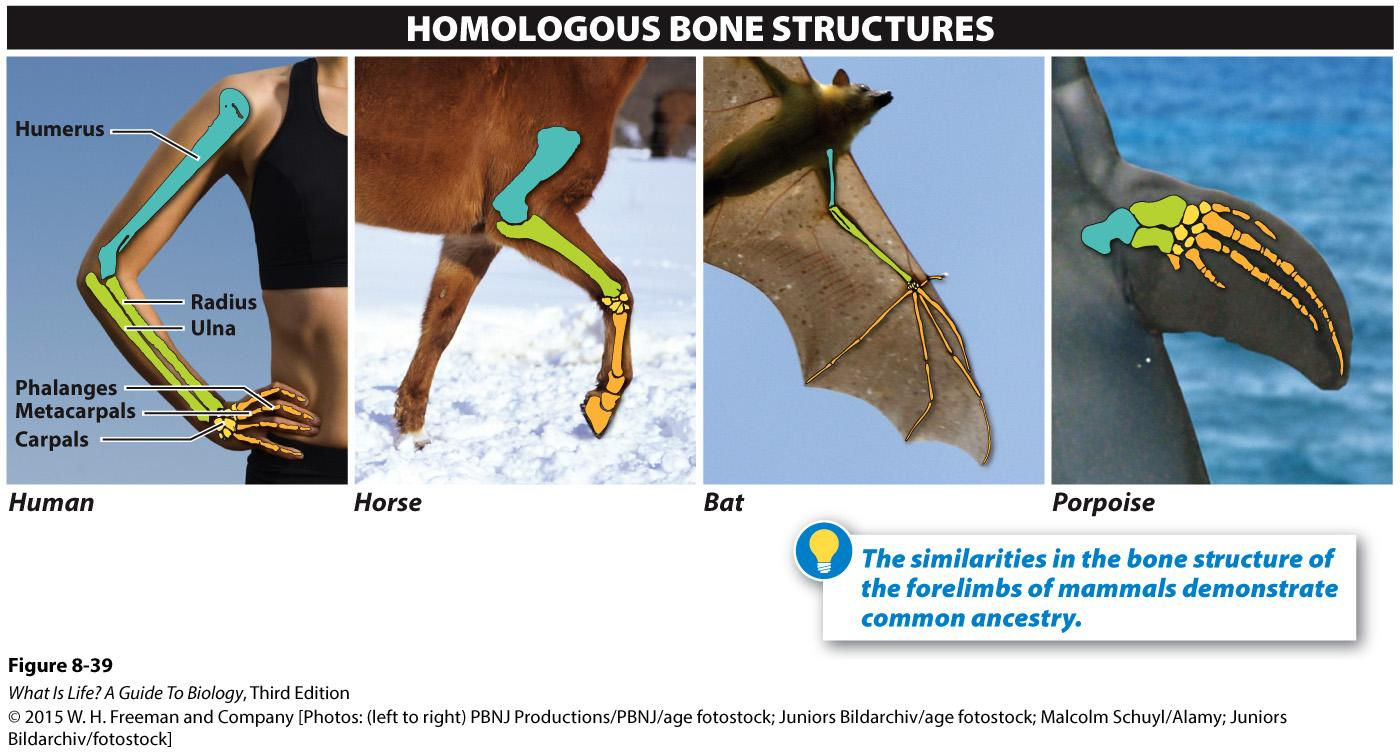 HOMOLOGOUS BONE STRUCTURES
Humerus
Radius
Ulna
Phalanges
Metacarpals
Carpals
Human
Horse
Bat
Porpoise
The similarities in the bone structure of
the forelimbs of mammals demonstrate
common ancestry.
Figure 8-39
What Is Life? A Guide To Biology, Third Edition
© 2015 W. H. Freeman and Company [Photos: (left to right) PBNJ Productions/PBNJ/age fotostock; Juniors Bildarchiv/age fotostock; Malcolm Schuyl/Alamy; Juniors
Bildarchiv/fotostock]